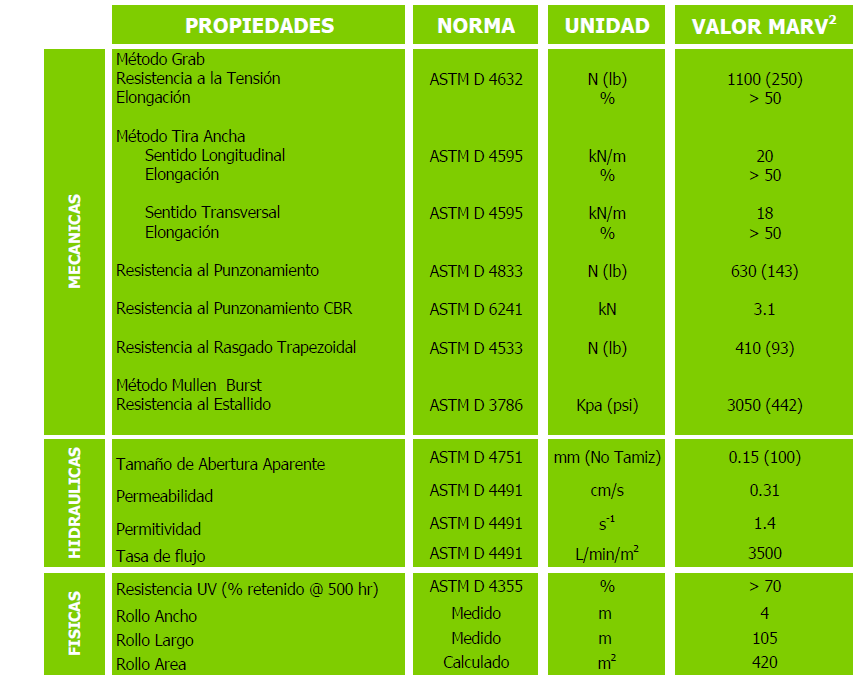 PROPIEDADES NORMA UNIDAD VALOR MARV²
MECANICAS
Método Grab
Resistencia a la Tensión ASTM D 4632 N (lb) 1100 (250)
Elongación % > 50
Método Tira Ancha
Sentido Longitudinal ASTM D 4595 kN/m 20
Elongación % > 50
Sentido Transversal ASTM D 4595 kN/m 18
Elongación % > 50
Resistencia al Punzonamiento ASTM D 4833 N (lb) 630 (143)
Resistencia al Punzonamiento CBR ASTM D 6241 kN 3.1
Resistencia al Rasgado Trapezoidal ASTM D 4533 N (lb) 410 (93)
Método Mullen Burst
Resistencia al Estallido ASTM D 3786 Kpa (psi) 3050 (442)
HIDRAULICAS
Tamaño de Abertura Aparente ASTM D 4751 mm (No Tamiz) 0.15 (100)
Permeabilidad ASTM D 4491 cm/s 0.31
Permitividad ASTM D 4491 s⁻¹ 1.4
Tasa de flujo ASTM D 4491 L/min/m² 3500
FISICAS
Resistencia UV (% retenido @ 500 hr) ASTM D 4355 % > 70
Rollo Ancho Medido m 4
Rollo Largo Medido m 105
Rollo Area Calculado m² 420